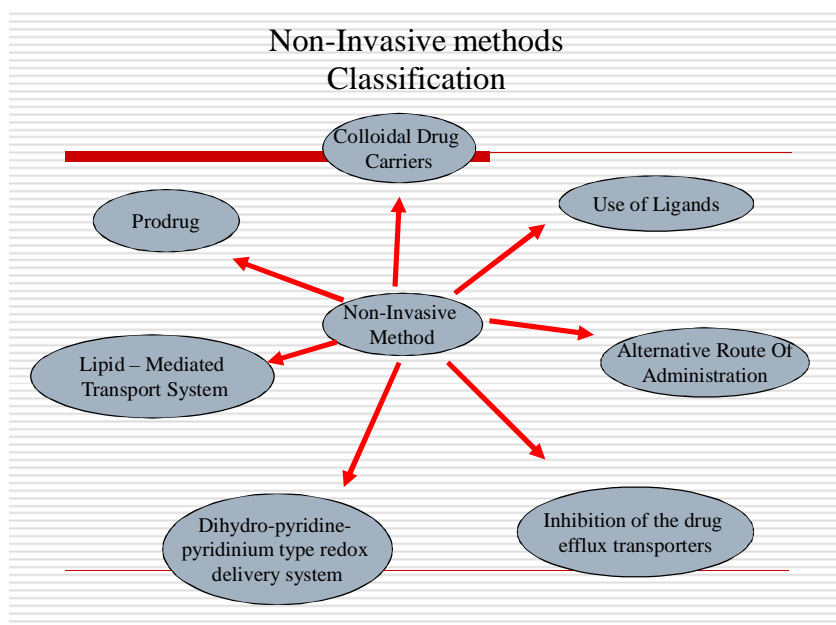 Non-Invasive methods
Classification
Colloidal Drug
Carriers
Prodrug
Use of Ligands
Non-Invasive
Method
Lipid – Mediated
Transport System
Alternative Route Of
Administration
Dihydro-pyridine-
pyridinium type redox
delivery system
Inhibition of the drug
efflux transporters